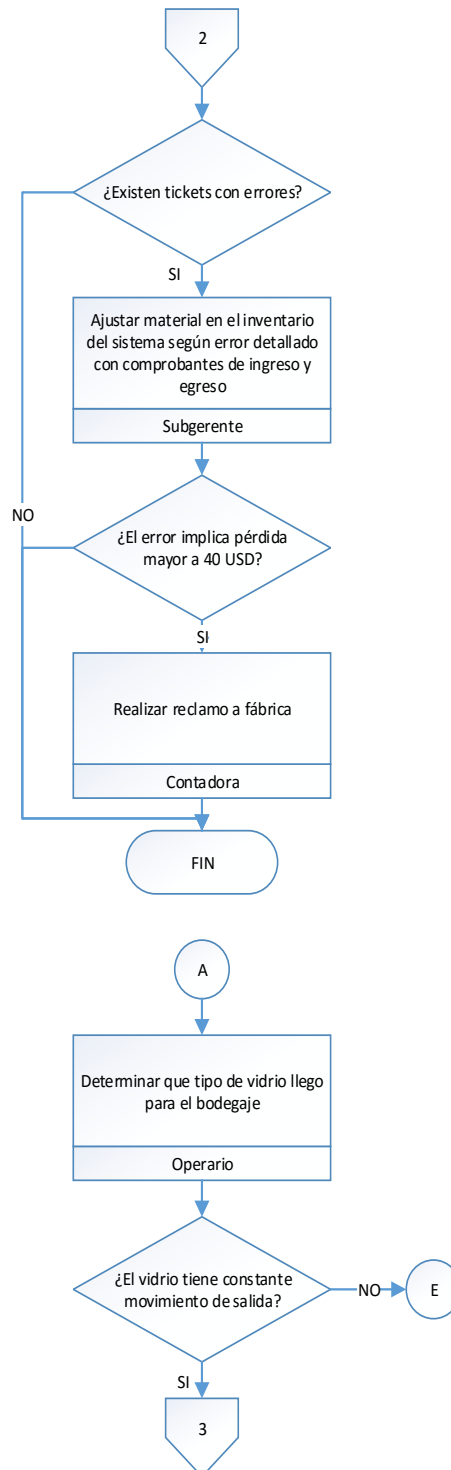 2
¿Existen tickets con errores?
SI
Ajustar material en el inventario
del sistema según error detallado
con comprobantes de ingreso y
egreso
Subgerente
NO
¿El error implica pérdida
mayor a 40 USD?
SI
Realizar reclamo a fábrica
Contadora
FIN
A
Determinar que tipo de vidrio llego
para el bodegaje
Operario
¿El vidrio tiene constante
movimiento de salida?
NO
E
SI
3